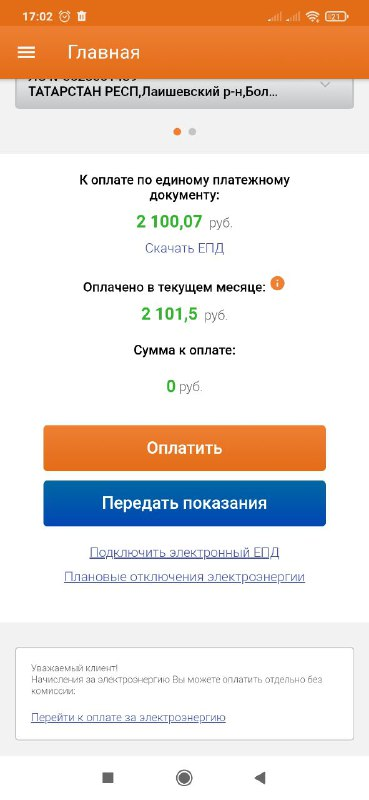 17:02
21
Главная
ТАТАРСТАН РЕСП,Лаишевский р-н,Бол...
К оплате по единому платежному
документу:
2 100,07 руб.
Скачать ЕПД
Оплачено в текущем месяце:
2 101,5 руб.
Сумма к оплате:
0 руб.
Оплатить
Передать показания
Подключить электронный ЕПД
Плановые отключения электроэнергии
Уважаемый клиент!
Начисления за электроэнергию Вы можете оплатить отдельно без
комиссии:
Перейти к оплате за электроэнергию